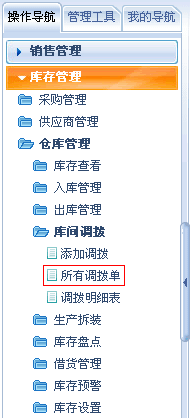 操作导航 管理工具 我的导航
销售管理
库存管理
采购管理
供应商管理
仓库管理
库存查看
入库管理
出库管理
库间调拨
添加调拨
所有调拨单
调拨明细表
生产拆装
库存盘点
借货管理
库存预警
库存设置